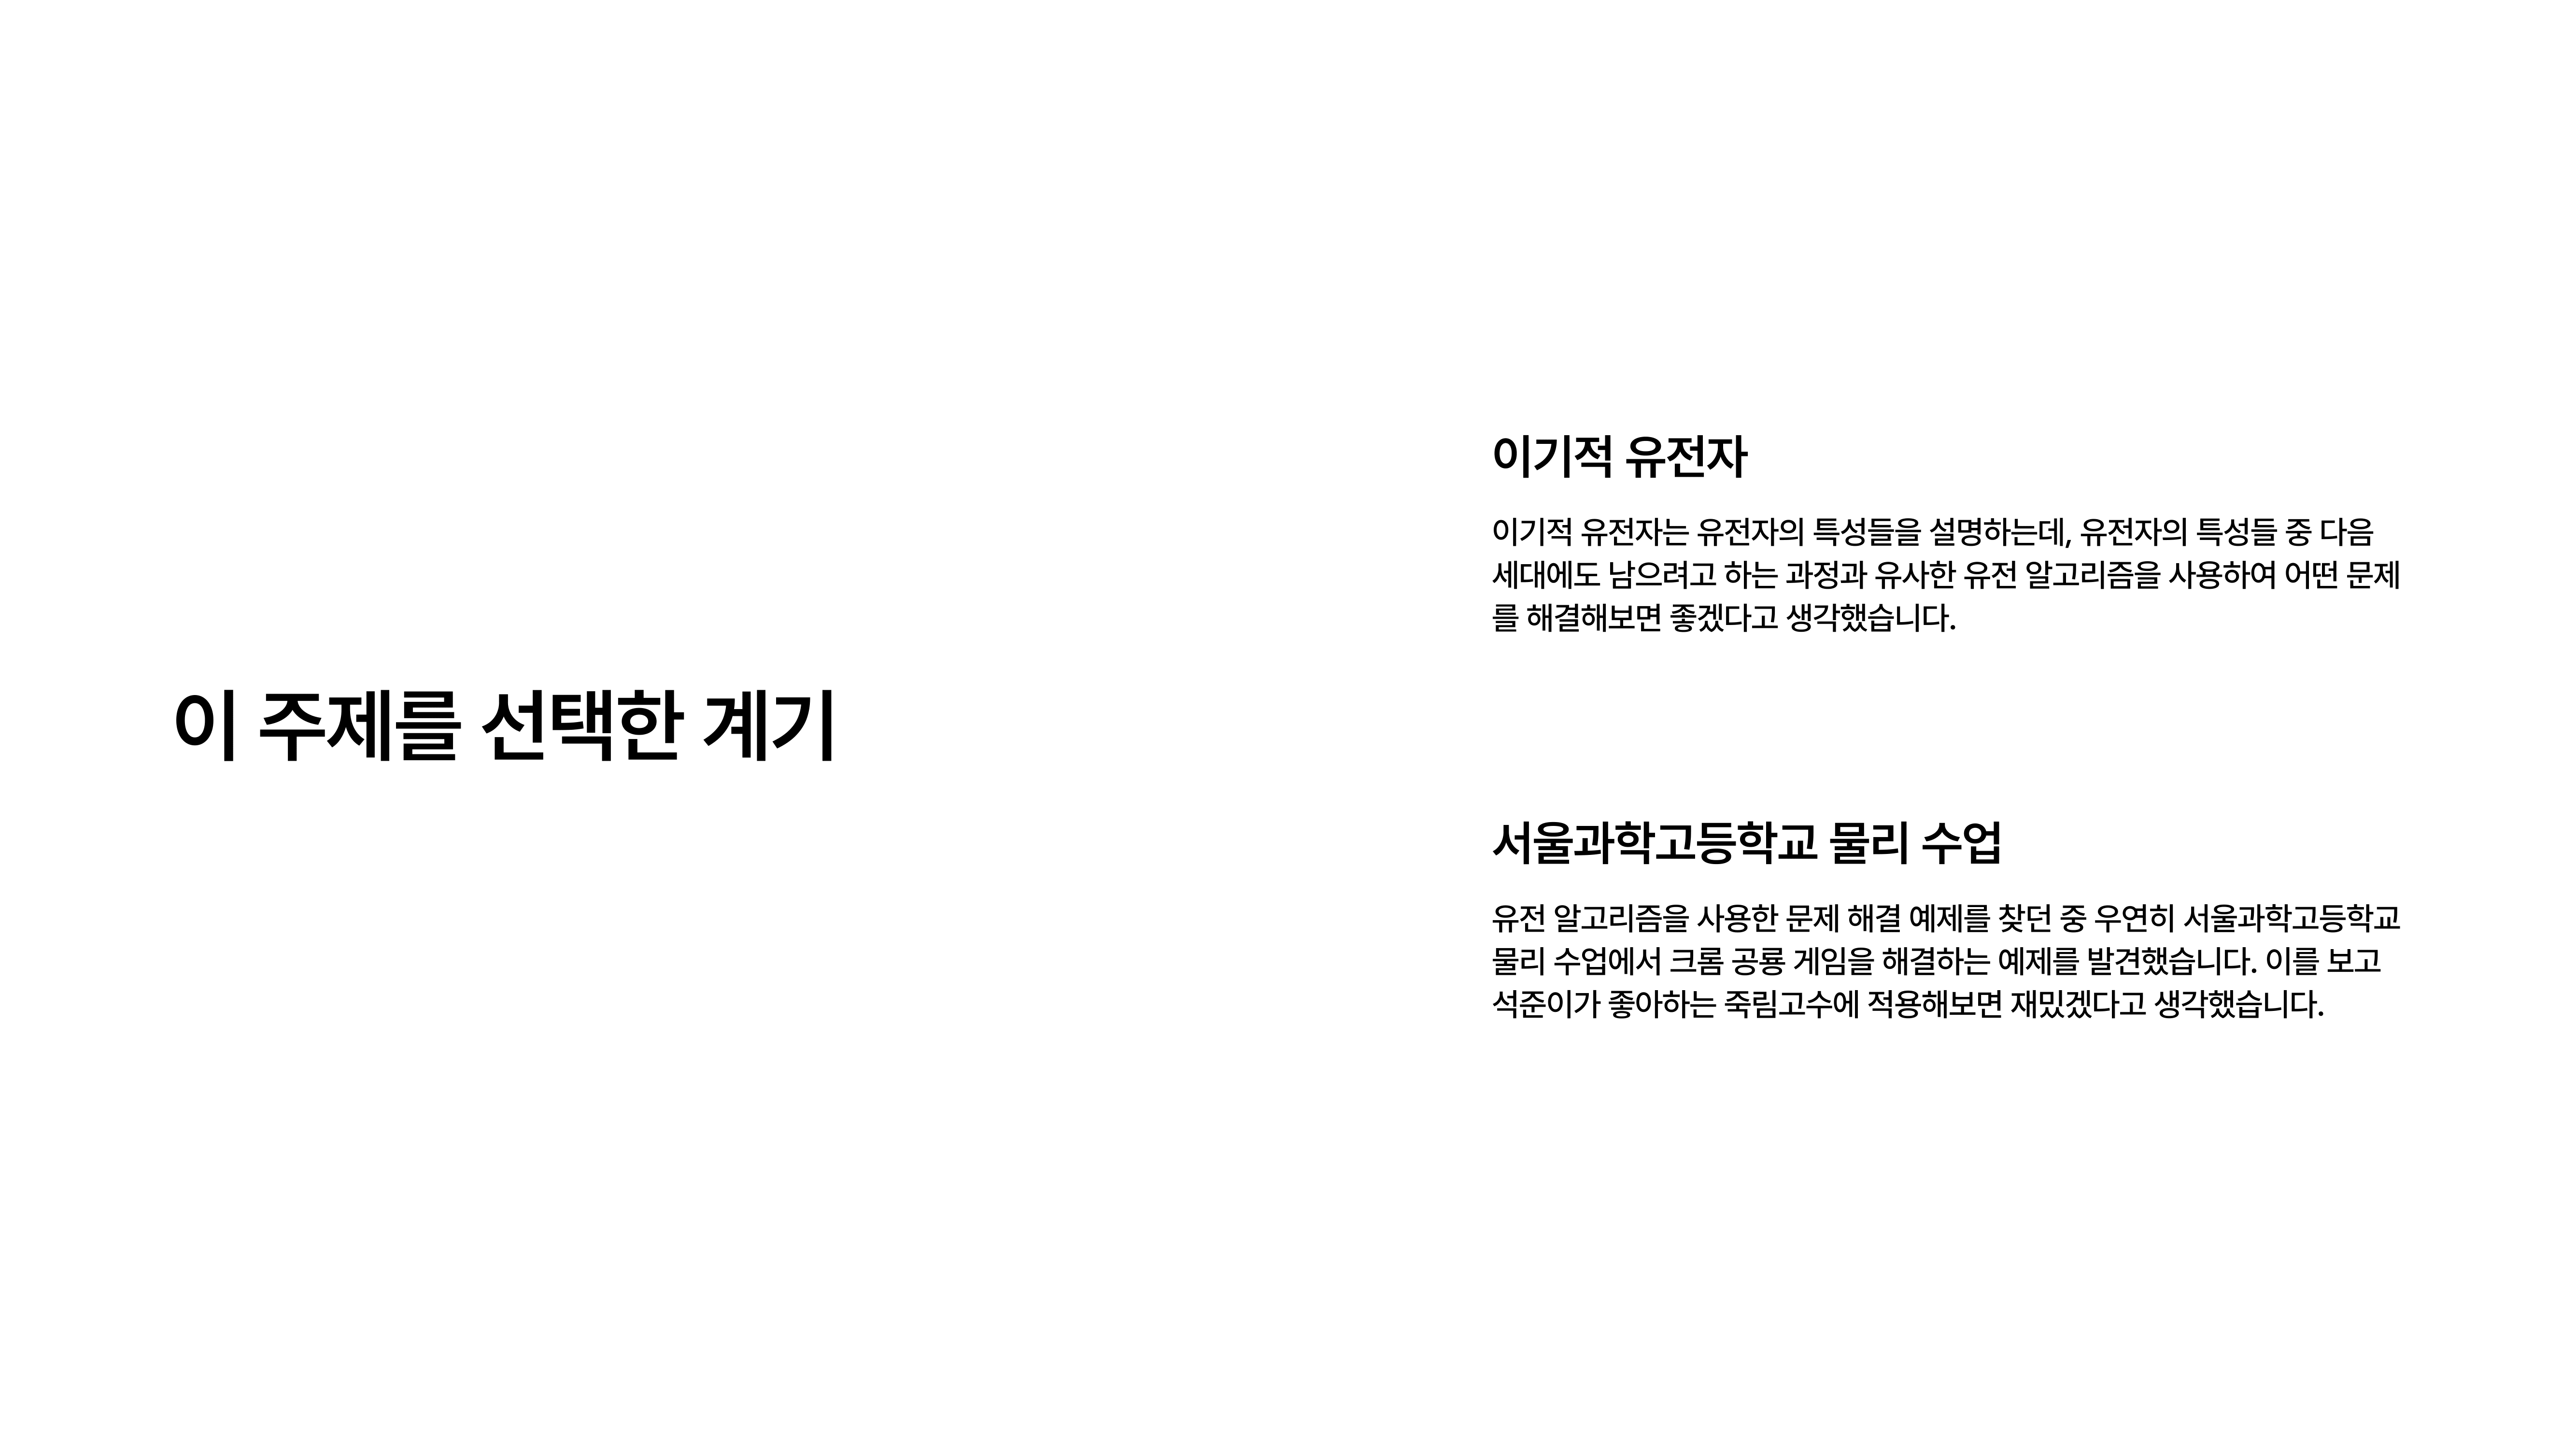 이 주제를 선택한 계기
이기적 유전자
이기적 유전자는 유전자의 특성들을 설명하는데, 유전자의 특성들 중 다음
세대에도 남으려고 하는 과정과 유사한 유전 알고리즘을 사용하여 어떤 문제
를 해결해보면 좋겠다고 생각했습니다.
서울과학고등학교 물리 수업
유전 알고리즘을 사용한 문제 해결 예제를 찾던 중 우연히 서울과학고등학교
물리 수업에서 크롬 공룡 게임을 해결하는 예제를 발견했습니다. 이를 보고
석준이가 좋아하는 죽림고수에 적용해보면 재밌겠다고 생각했습니다.